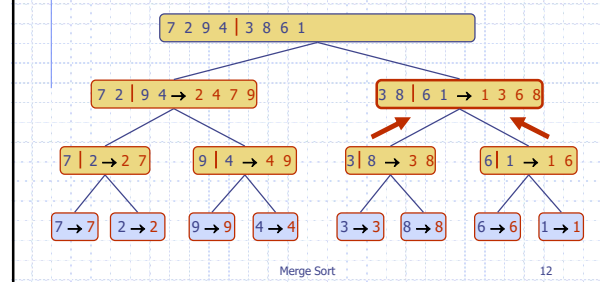 7 2 9 4 | 3 8 6 1
7 2 | 9 4 → 2 4 7 9
3 8 | 6 1 → 1 3 6 8
7 | 2 → 2 7
9 | 4 → 4 9
3 | 8 → 3 8
6 | 1 → 1 6
7 → 7
2 → 2
9 → 9
4 → 4
3 → 3
8 → 8
6 → 6
1 → 1
Merge Sort
12